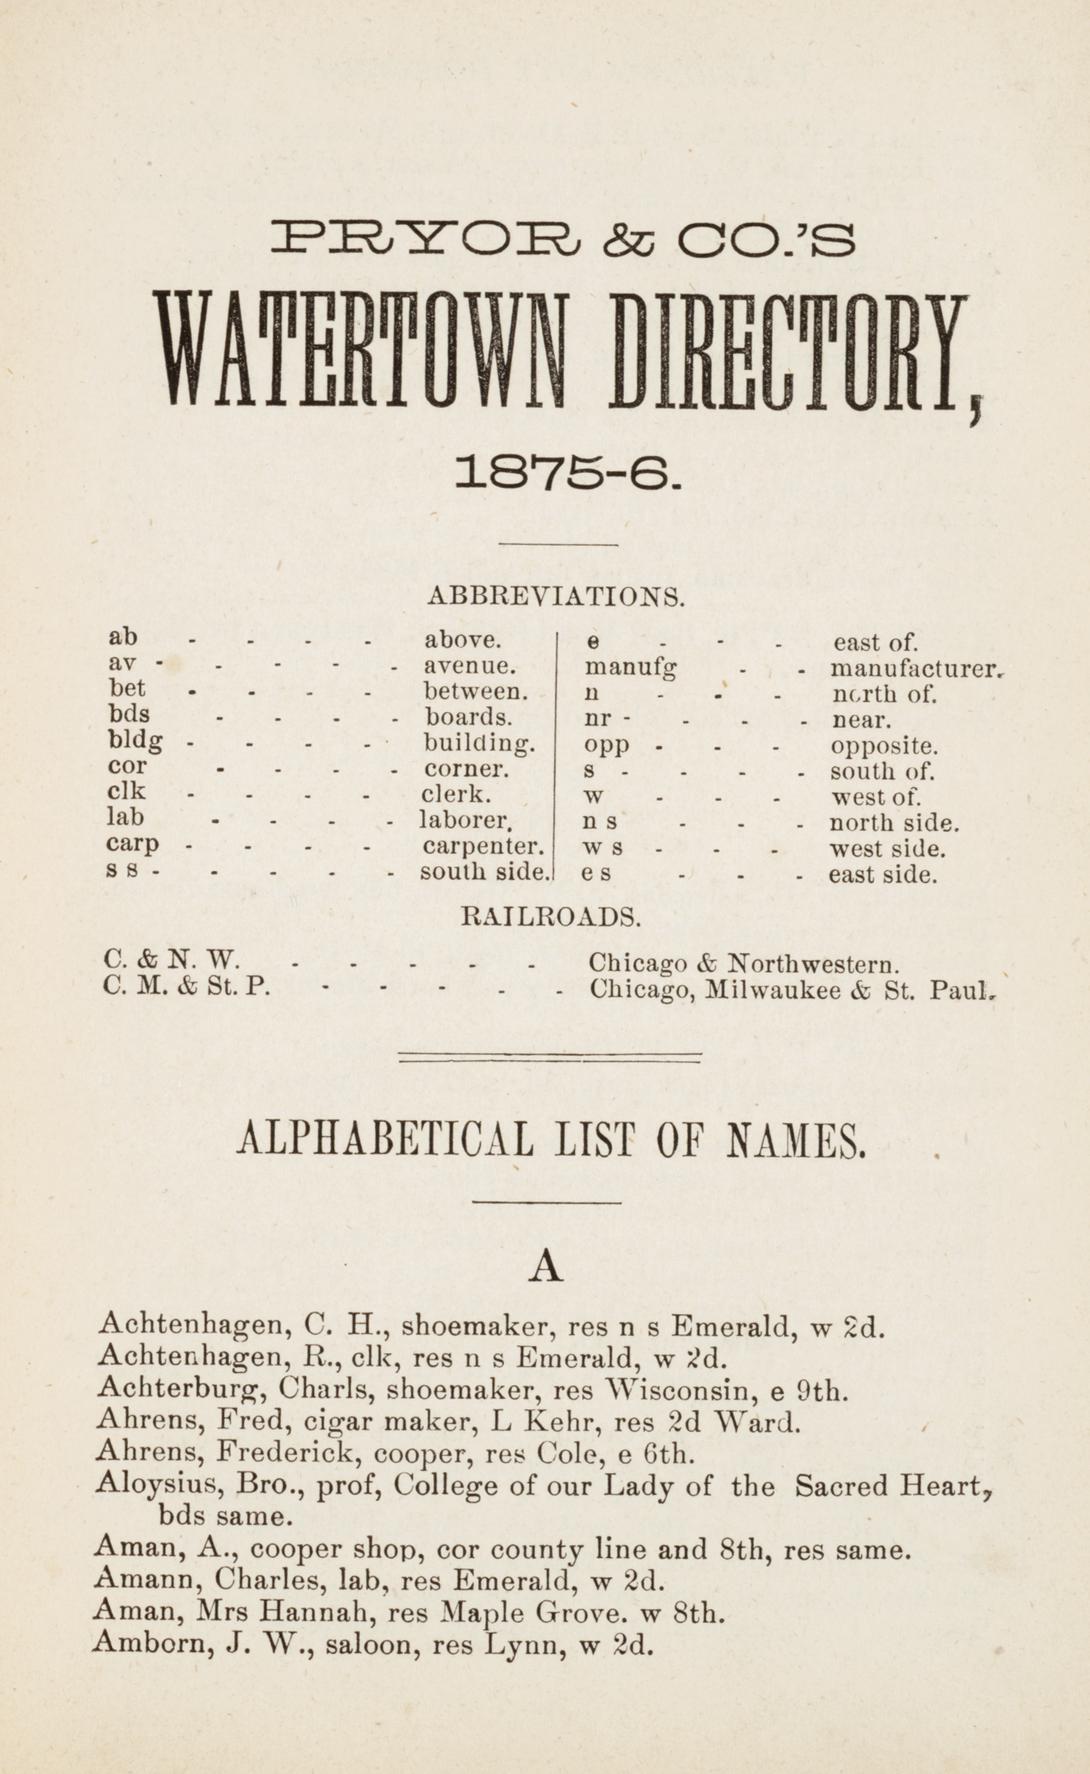 PRYOR & CO.'S
WATERTOWN DIRECTORY,
1875-6.
ABBREVIATIONS.
ab - - - - above.
av - - - - - avenue.
bet - - - - between.
bds - - - - boards.
bldg - - - - building.
cor - - - - corner.
clk - - - - clerk.
lab - - - - laborer.
carp - - - - carpenter.
s s - - - - - south side.
e - - - east of.
manufg - - manufacturer.
n - - - north of.
nr - - - - near.
opp - - - opposite.
s - - - - south of.
w - - - west of.
n s - - - north side.
w s - - - west side.
e s - - - east side.
RAILROADS.
C. & N. W. - - - - - Chicago & Northwestern.
C. M. & St. P. - - - - - Chicago, Milwaukee & St. Paul.
ALPHABETICAL LIST OF NAMES.
A
Achtenhagen, C. H., shoemaker, res n s Emerald, w 2d.
Achtenhagen, R., clk, res n s Emerald, w 2d.
Achterburg, Charls, shoemaker, res Wisconsin, e 9th.
Ahrens, Fred, cigar maker, L Kehr, res 2d Ward.
Ahrens, Frederick, cooper, res Cole, e 6th.
Aloysius, Bro., prof, College of our Lady of the Sacred Heart,
bds same.
Aman, A., cooper shop, cor county line and 8th, res same.
Amann, Charles, lab, res Emerald, w 2d.
Aman, Mrs Hannah, res Maple Grove. w 8th.
Amborn, J. W., saloon, res Lynn, w 2d.